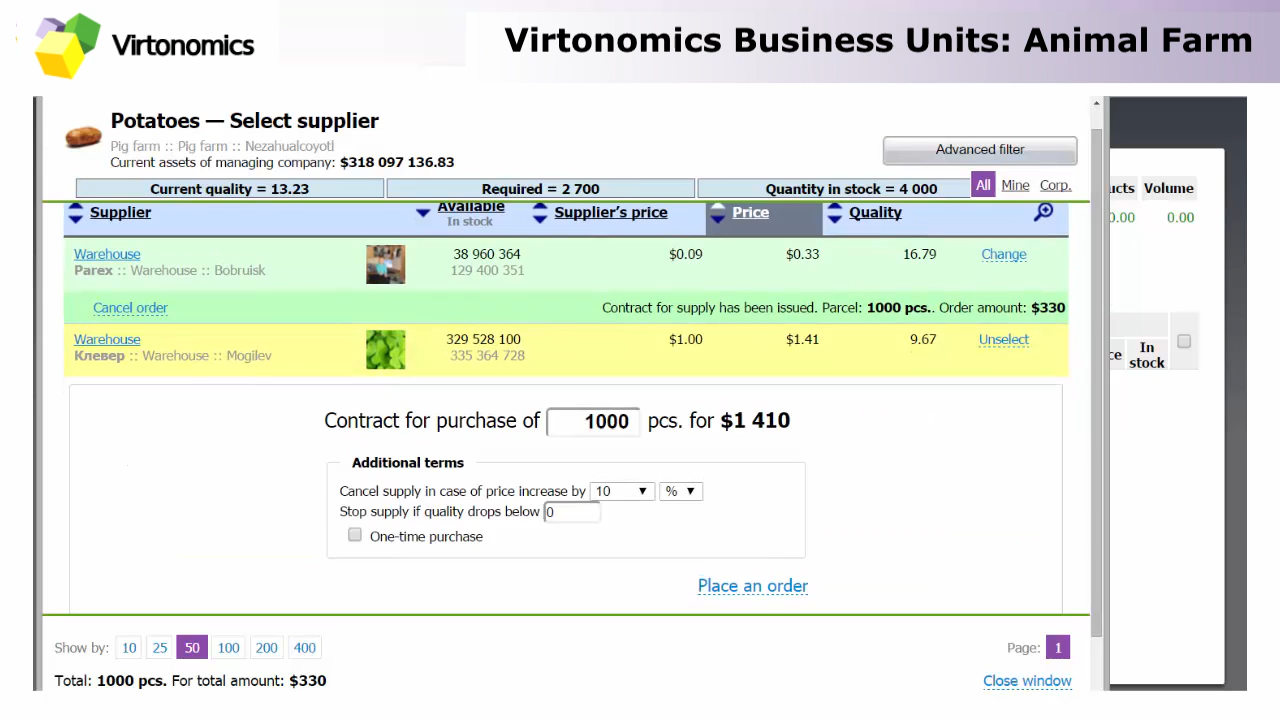 Virtonomics
Virtonomics Business Units: Animal Farm
Potatoes — Select supplier
Pig farm :: Pig farm :: Nezahualcoyotl
Current assets of managing company: $318 097 136.83
Advanced filter
Current quality = 13.23 Required = 2 700 Quantity in stock = 4 000 All Mine Corp.
Supplier Available In stock Supplier's price Price Quality
Warehouse 38 960 364 $0.09 $0.33 16.79 Change
Parex :: Warehouse :: Bobruisk 129 400 351
Cancel order Contract for supply has been issued. Parcel: 1000 pcs.. Order amount: $330
Warehouse 329 528 100 $1.00 $1.41 9.67 Unselect
Клевер :: Warehouse :: Mogilev 335 364 728
Contract for purchase of 1000 pcs. for $1 410
Additional terms
Cancel supply in case of price increase by 10 %
Stop supply if quality drops below 0
One-time purchase
Place an order
Show by: 10 25 50 100 200 400 Page: 1
Total: 1000 pcs. For total amount: $330 Close window
Volume
0.00
In
stock